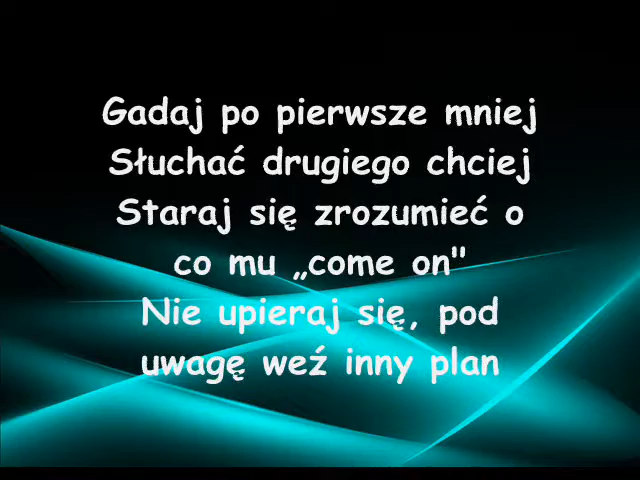 Gadaj po pierwsze mniej
Słuchać drugiego chciej
Staraj się zrozumieć o
co mu „come on"
Nie upieraj się, pod
uwagę weź inny plan